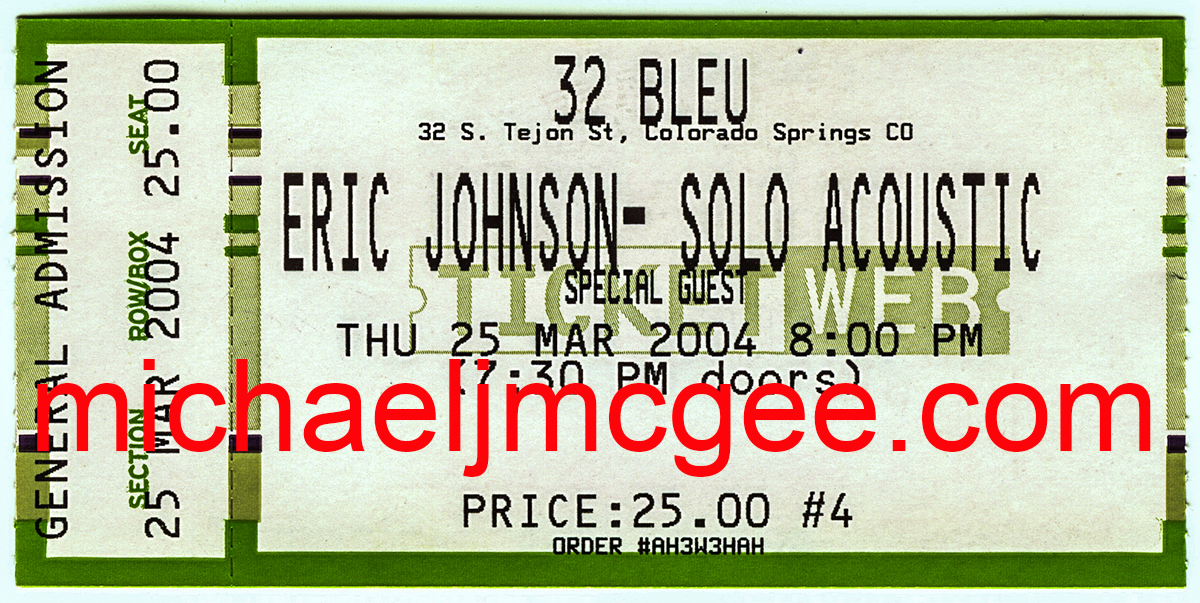 GENERAL ADMISSION
SECTION ROW/BOX SEAT
25 MAR 2004 25.00
32 BLEU
32 S. Tejon St, Colorado Springs CO
ERIC JOHNSON- SOLO ACOUSTIC
TICKETWEB
SPECIAL GUEST
THU 25 MAR 2004 8:00 PM
(7:30 PM doors)
michaeljmcgee.com
PRICE:25.00 #4
ORDER #AH3W3HAH